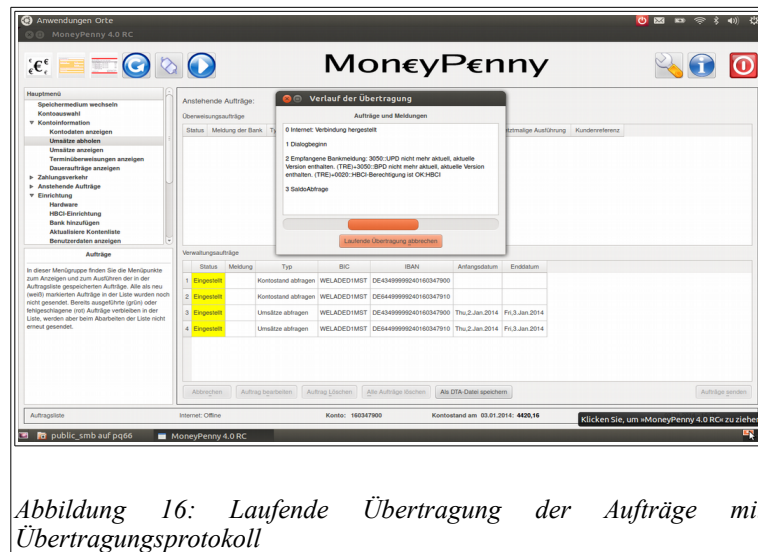 Anwendungen Orte
MoneyPenny 4.0 RC
Mon€yP€nny
Hauptmenü
Speichermedium wechseln
Kontoauswahl
Kontoinformation
Kontodaten anzeigen
Umsätze abholen
Umsätze anzeigen
Terminüberweisungen anzeigen
Daueraufträge anzeigen
Zahlungsverkehr
Anstehende Aufträge
Einrichtung
Hardware
HBCI-Einrichtung
Bank hinzufügen
Aktualisiere Kontenliste
Benutzerdaten anzeigen
Aufträge
In dieser Menügruppe finden Sie die Menüpunkte
zum Anzeigen und zum Ausführen der in der
Auftragsliste gespeicherten Aufträge. Alle als neu
(weiß) markierten Aufträge in der Liste wurden noch
nicht gesendet. Bereits ausgeführte (grün) oder
fehlgeschlagene (rot) Aufträge verbleiben in der
Liste, werden aber beim Abarbeiten der Liste nicht
erneut gesendet.
Anstehende Aufträge:
Überweisungsaufträge
Status Meldung der Bank
Ausführung Kundenreferenz
Verlauf der Übertragung
Aufträge und Meldungen
0 Internet: Verbindung hergestellt
1 Dialogbeginn
2 Empfangene Bankmeldung: 3050::UPD nicht mehr aktuell, aktuelle
Version enthalten. (TRE)+3050::BPD nicht mehr aktuell, aktuelle Version
enthalten. (TRE)+0020::HBCI-Berechtigung ist OK:HBCI
3 SaldoAbfrage
Laufende Übertragung abbrechen
Verwaltungsaufträge
Status Meldung Typ BIC IBAN Anfangsdatum Enddatum
1 Eingestellt Kontostand abfragen WELADED1MST DE43499999240160347900
2 Eingestellt Kontostand abfragen WELADED1MST DE64499999240160347910
3 Eingestellt Umsätze abfragen WELADED1MST DE43499999240160347900 Thu,2.Jan.2014 Fri,3.Jan.2014
4 Eingestellt Umsätze abfragen WELADED1MST DE64499999240160347910 Thu,2.Jan.2014 Fri,3.Jan.2014
Abbrechen Auftrag bearbeiten Auftrag Löschen Alle Aufträge löschen Als DTA-Datei speichern Aufträge senden
Auftragsliste Internet: Offline Konto: 160347900 Kontostand am 03.01.2014: 4420,16
Klicken Sie, um »MoneyPenny 4.0 RC« zu ziehen
public_smb auf pq66 MoneyPenny 4.0 RC
Abbildung 16: Laufende Übertragung der Aufträge mi
Übertragungsprotokoll